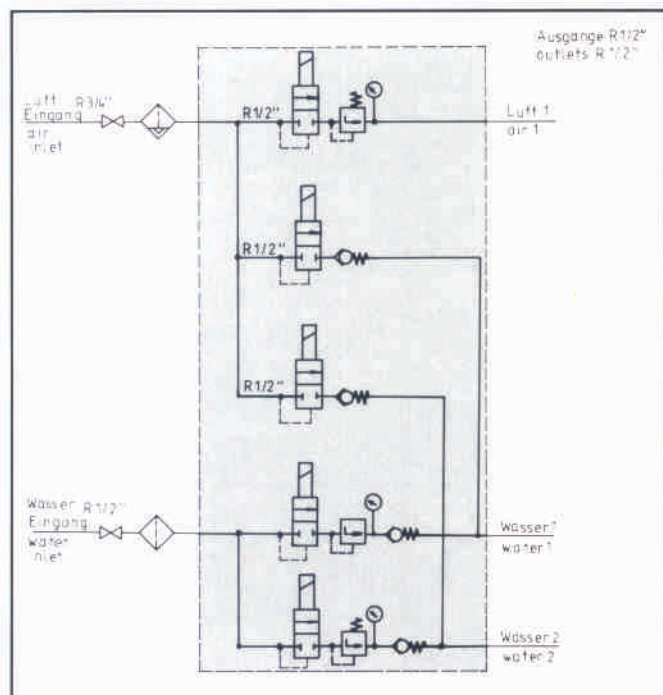 Ausgange R1/2"
outlets R 1/2"
Luft R3/4"
Eingang
air
inlet
R1/2"
Luft 1
air 1
R1/2"
R1/2"
Wasser R1/2"
Eingang
water
inlet
Wasser 1
water 1
Wasser 2
water 2